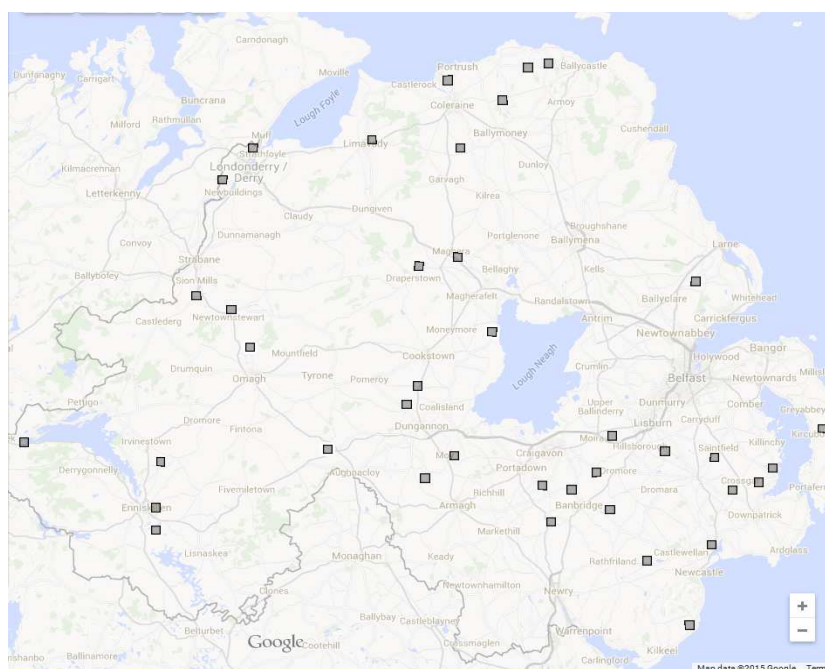 Carndonagh
Portrush
Dunfanaghy
Carrigart
Moville
Castlerock
Ballycastle
Buncrana
Rathmullan
Lough Foyle
Coleraine
Armoy
Milford
Muff
Strathfoyle
Limavady
Ballymoney
Cushendall
Kilmacrennan
Londonderry /
Derry
Dunloy
Letterkenny
Newbuildings
Garvagh
Kilrea
Claudy
Dungiven
Convoy
Dunnamanagh
Portglenone
Broughshane
Ballymena
Larne
Strabane
Maghera
Ballybofey
Sion Mills
Draperstown
Bellaghy
Kells
Magherafelt
Randalstown
Ballyclare
Whitehead
Castlederg
Newtownstewart
Antrim
Carrickfergus
Moneymore
Newtownabbey
Drumquin
Mountfield
Cookstown
Lough Neagh
Crumlin
Holywood
Bangor
Omagh
Tyrone
Pomeroy
Belfast
Newtownards
Pettigo
Upper
Ballinderry
Dunmurry
Comber
Dromore
Coalisland
Lisburn
Carryduff
Greyabbey
Irvinestown
Fintona
Dungannon
Hillsborough
Saintfield
Killinchy
Derrygonnelly
Augnacloy
Craigavon
Portadown
Dromore
Fivemiletown
Richhill
Dromara
Enniskillen
Armagh
Banbridge
Downpatrick
Markethill
Ardglass
Lisnaskea
Monaghan
Keady
Rathfriland
Castlewellan
Newcastle
Clones
Newtownhamilton
Newry
Belturbet
Ballybay
Castleblayney
Warrenpoint
Ballinamore
Google
Cootehill
Crossmaglen
Kilkeel
Carlingford
+
−
Map data ©2015 Google